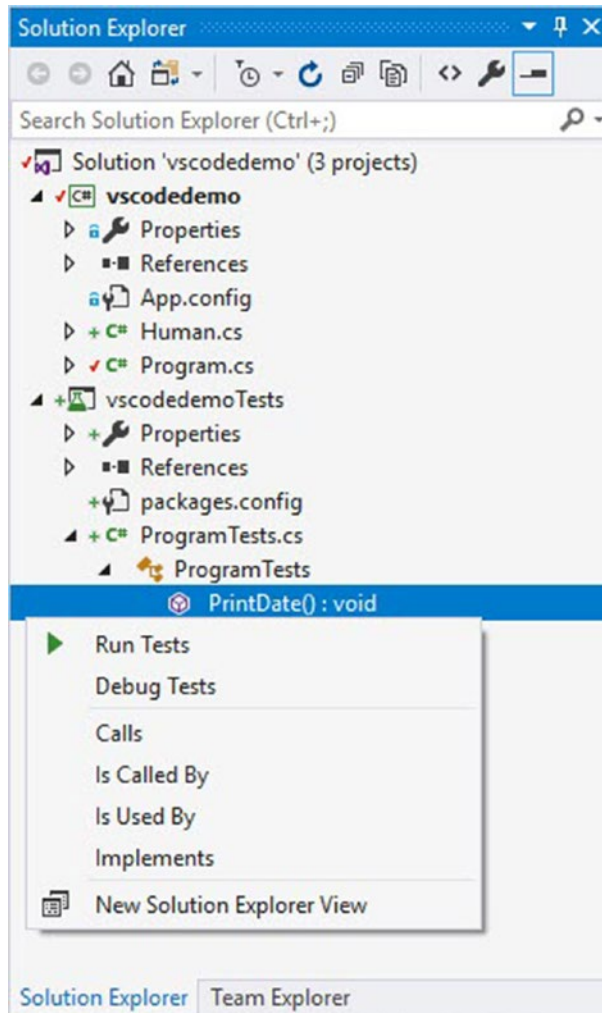 Solution Explorer
Search Solution Explorer (Ctrl+;)
Solution 'vscodedemo' (3 projects)
C# vscodedemo
Properties
References
App.config
C# Human.cs
C# Program.cs
vscodedemoTests
Properties
References
packages.config
C# ProgramTests.cs
ProgramTests
PrintDate() : void
Run Tests
Debug Tests
Calls
Is Called By
Is Used By
Implements
New Solution Explorer View
Solution Explorer Team Explorer